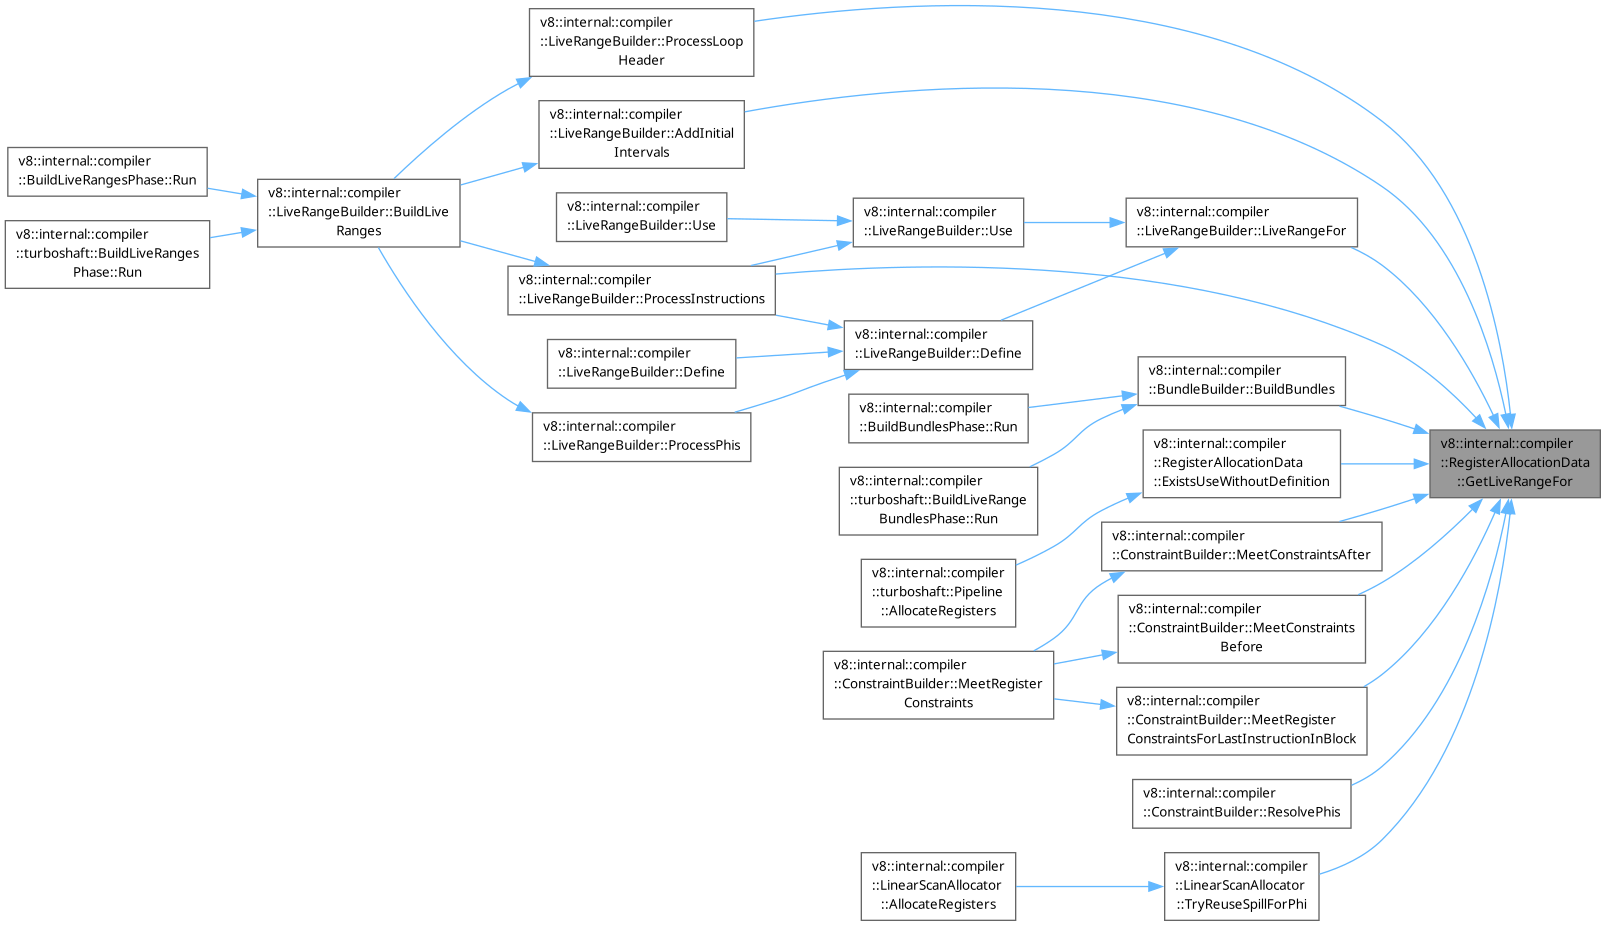 v8::internal::compiler
::LiveRangeBuilder::ProcessLoop
Header
v8::internal::compiler
::LiveRangeBuilder::AddInitial
Intervals
v8::internal::compiler
::BuildLiveRangesPhase::Run
v8::internal::compiler
::LiveRangeBuilder::BuildLive
Ranges
v8::internal::compiler
::turboshaft::BuildLiveRanges
Phase::Run
v8::internal::compiler
::LiveRangeBuilder::Use
v8::internal::compiler
::LiveRangeBuilder::Use
v8::internal::compiler
::LiveRangeBuilder::LiveRangeFor
v8::internal::compiler
::LiveRangeBuilder::ProcessInstructions
v8::internal::compiler
::LiveRangeBuilder::Define
v8::internal::compiler
::LiveRangeBuilder::Define
v8::internal::compiler
::BundleBuilder::BuildBundles
v8::internal::compiler
::BuildBundlesPhase::Run
v8::internal::compiler
::LiveRangeBuilder::ProcessPhis
v8::internal::compiler
::RegisterAllocationData
::ExistsUseWithoutDefinition
v8::internal::compiler
::RegisterAllocationData
::GetLiveRangeFor
v8::internal::compiler
::turboshaft::BuildLiveRange
BundlesPhase::Run
v8::internal::compiler
::ConstraintBuilder::MeetConstraintsAfter
v8::internal::compiler
::turboshaft::Pipeline
::AllocateRegisters
v8::internal::compiler
::ConstraintBuilder::MeetConstraints
Before
v8::internal::compiler
::ConstraintBuilder::MeetRegister
Constraints
v8::internal::compiler
::ConstraintBuilder::MeetRegister
ConstraintsForLastInstructionInBlock
v8::internal::compiler
::ConstraintBuilder::ResolvePhis
v8::internal::compiler
::LinearScanAllocator
::AllocateRegisters
v8::internal::compiler
::LinearScanAllocator
::TryReuseSpillForPhi